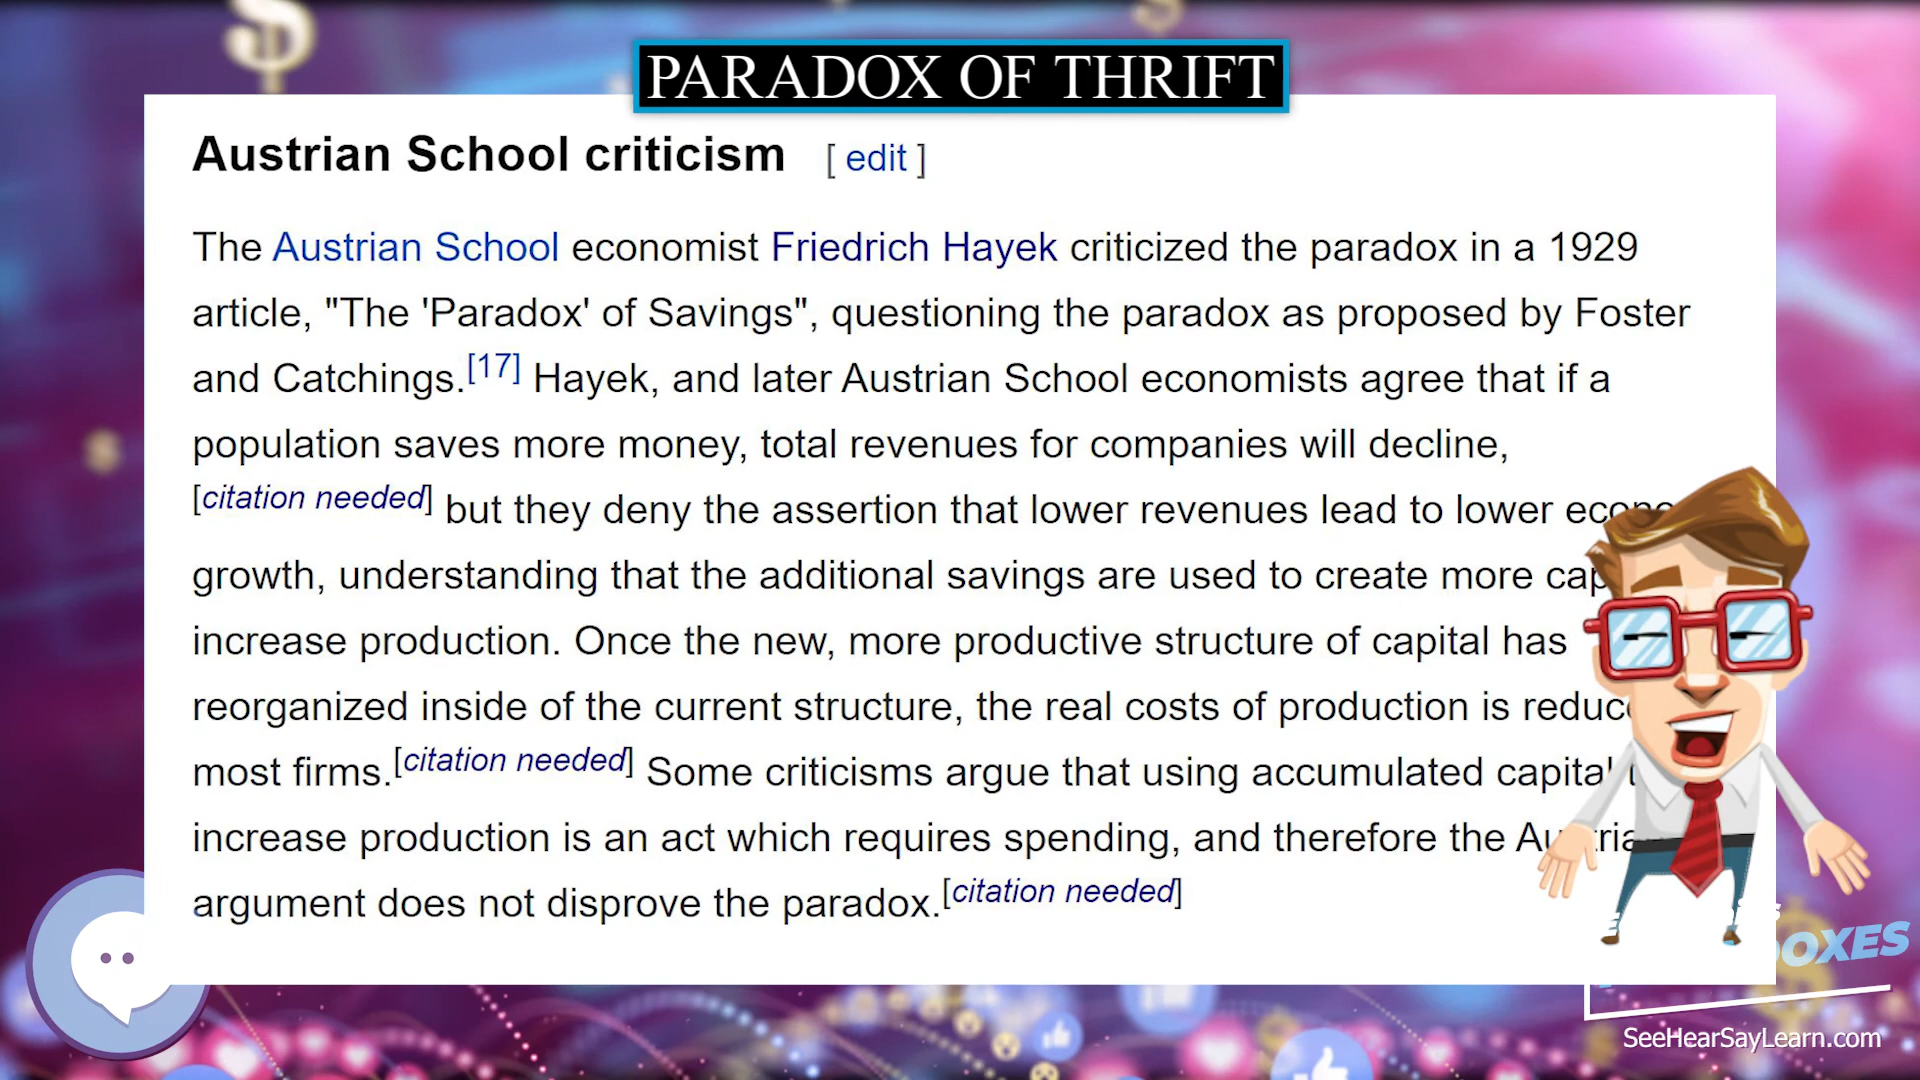 PARADOX OF THRIFT
Austrian School criticism [ edit ]
The Austrian School economist Friedrich Hayek criticized the paradox in a 1929
article, "The 'Paradox' of Savings", questioning the paradox as proposed by Foster
and Catchings.[17] Hayek, and later Austrian School economists agree that if a
population saves more money, total revenues for companies will decline,
[citation needed] but they deny the assertion that lower revenues lead to lower
growth, understanding that the additional savings are used to create more
increase production. Once the new, more productive structure of capital has
reorganized inside of the current structure, the real costs of production is
most firms.[citation needed] Some criticisms argue that using accumulated capital
increase production is an act which requires spending, and therefore the
argument does not disprove the paradox.[citation needed]
SeeHearSayLearn.com